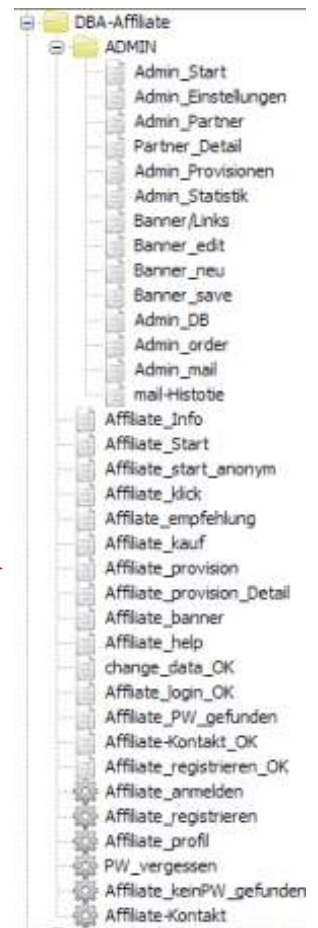 DBA-Affiliate
ADMIN
Admin_Start
Admin_Einstellungen
Admin_Partner
Partner_Detail
Admin_Provisionen
Admin_Statistik
Banner/Links
Banner_edit
Banner_neu
Banner_save
Admin_DB
Admin_order
Admin_mail
mail-Histotie
Affiliate_Info
Affiliate_Start
Affiliate_start_anonym
Affiliate_klick
Affilate_empfehlung
Affiliate_kauf
Affiliate_provision
Affiliate_provision_Detail
Affiliate_banner
Affiliate_help
change_data_OK
Affliate_login_OK
Affiliate_PW_gefunden
Affiliate-Kontakt_OK
Affiliate_registrieren_OK
Affiliate_anmelden
Affiliate_registrieren
Affiliate_profil
PW_vergessen
Affiliate_keinPW_gefunden
Affiliate-Kontakt